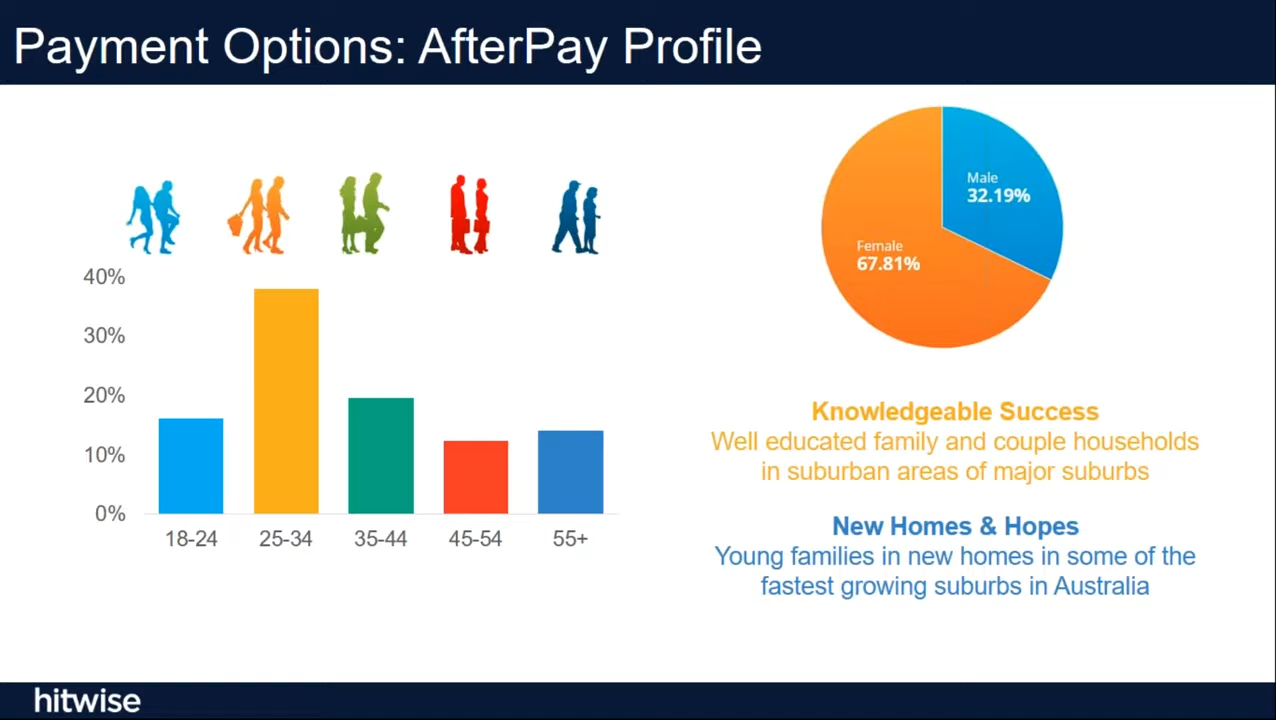 Payment Options: AfterPay Profile
40%
30%
20%
10%
0%
18-24 25-34 35-44 45-54 55+
Male
32.19%
Female
67.81%
Knowledgeable Success
Well educated family and couple households
in suburban areas of major suburbs
New Homes & Hopes
Young families in new homes in some of the
fastest growing suburbs in Australia
hitwise